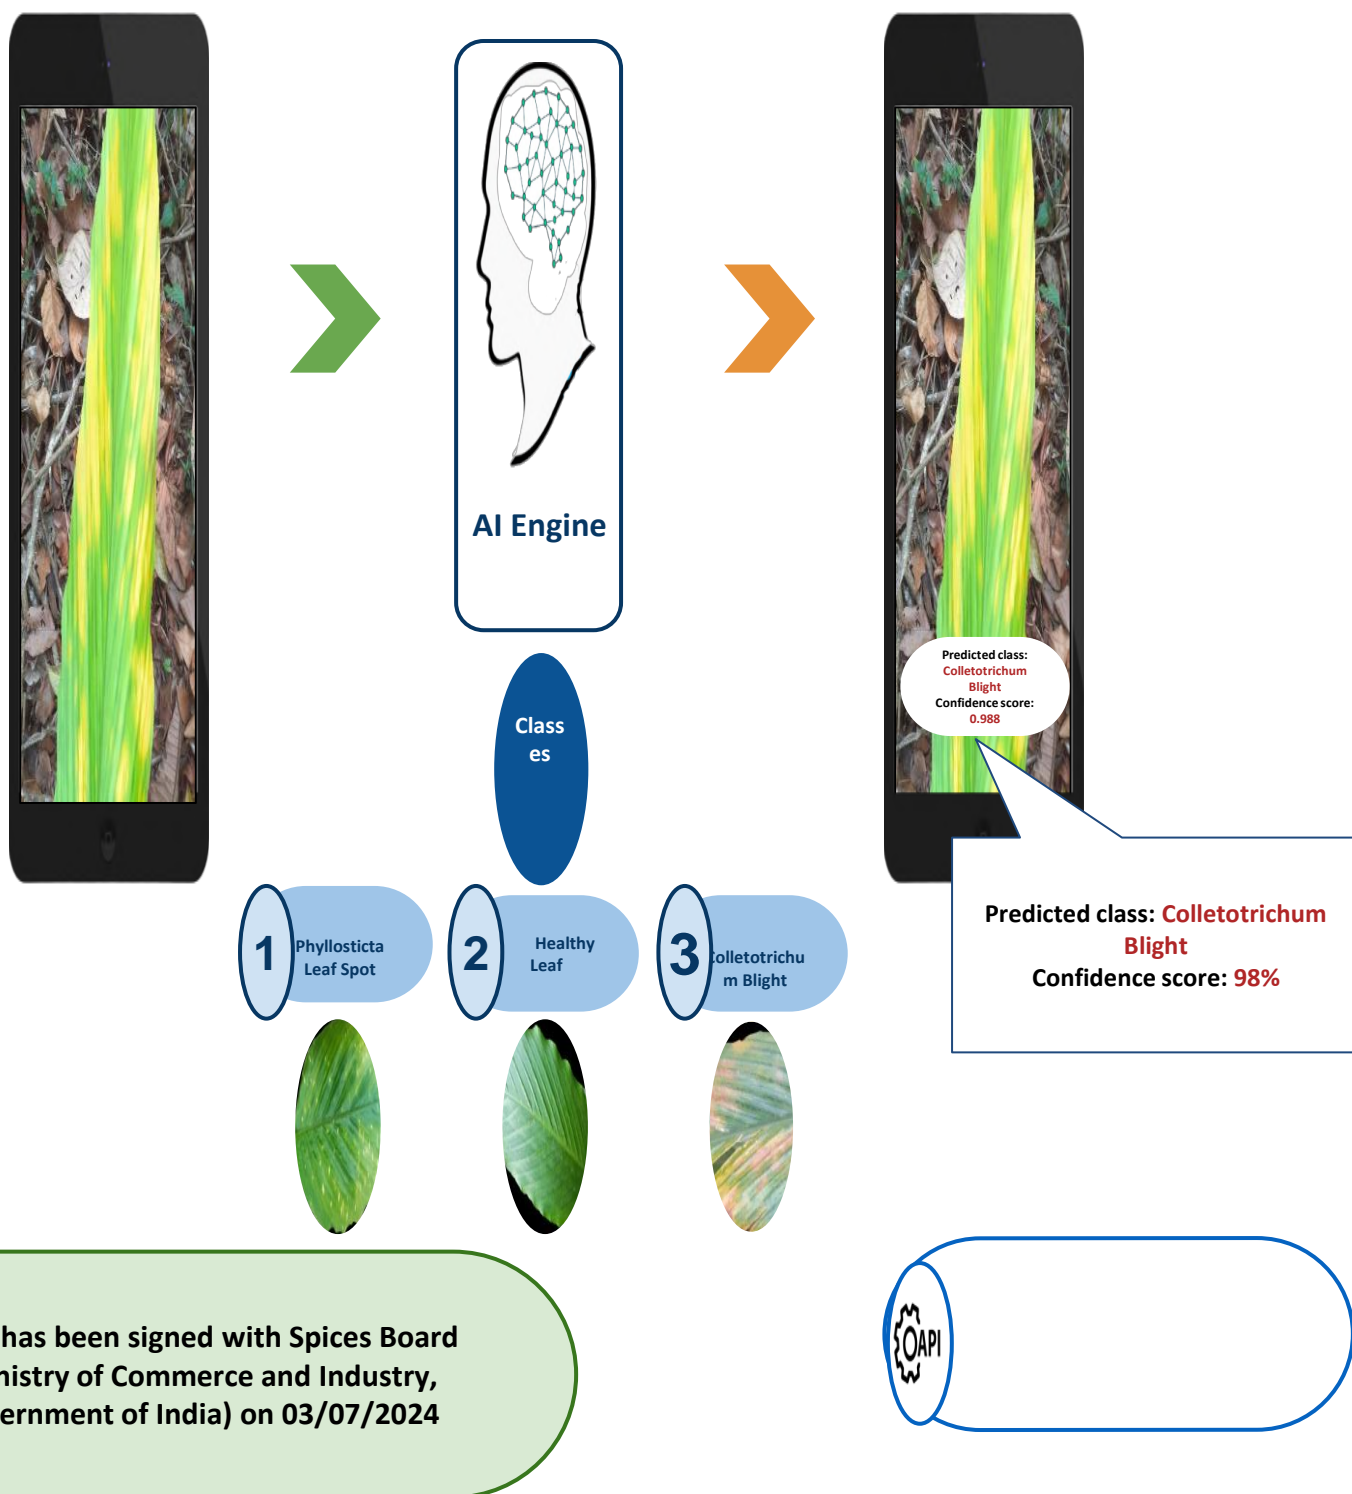 AI Engine
Class
es
Predicted class:
Colletotrichum
Blight
Confidence score:
0.988
Predicted class: Colletotrichum
Blight
Confidence score: 98%
1
Phyllosticta
Leaf Spot
2
Healthy
Leaf
3
olletotrichu
m Blight
has been signed with Spices Board
nistry of Commerce and Industry,
ernment of India) on 03/07/2024
API